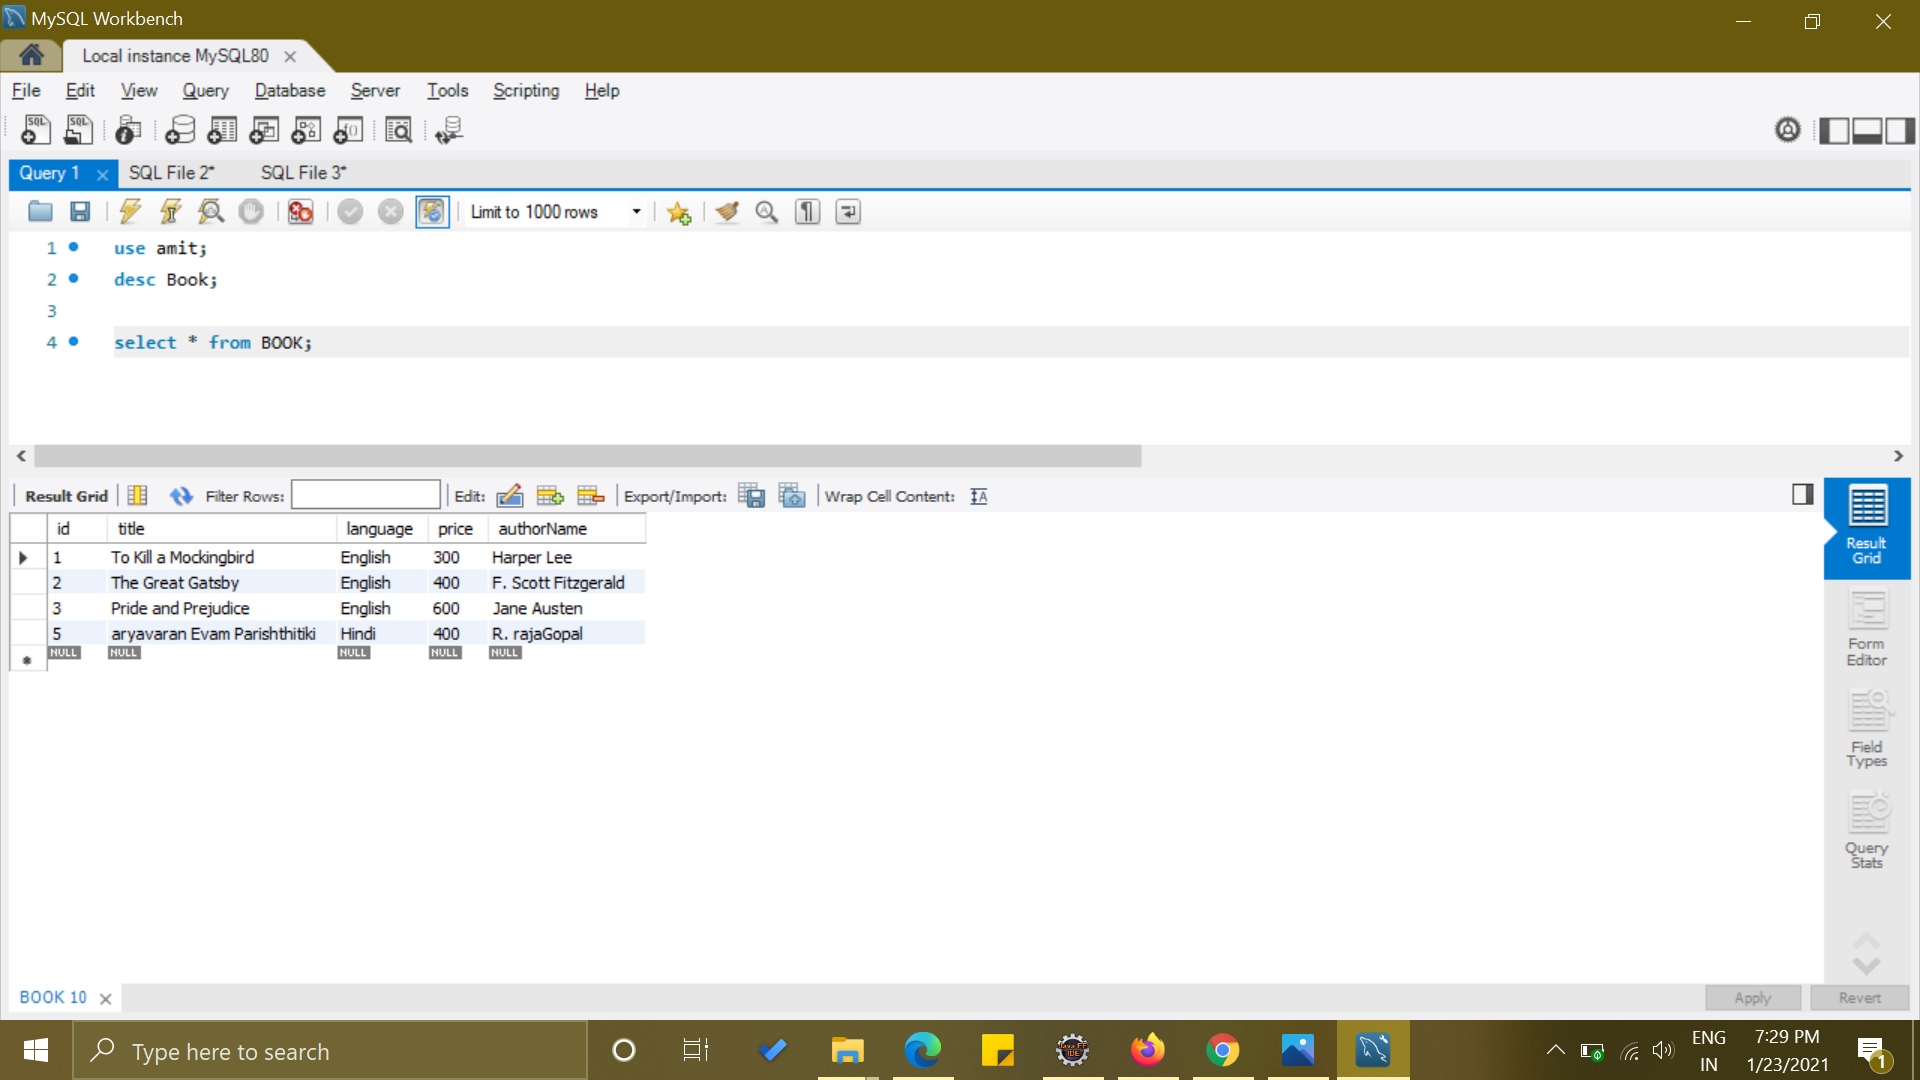 MySQL Workbench
Local instance MySQL80
File Edit View Query Database Server Tools Scripting Help
Query 1 SQL File 2* SQL File 3*
Limit to 1000 rows
1 use amit;
2 desc Book;
3
4 select * from BOOK;
Result Grid Filter Rows: Edit: Export/Import: Wrap Cell Content:
id title language price authorName
1 To Kill a Mockingbird English 300 Harper Lee
2 The Great Gatsby English 400 F. Scott Fitzgerald
3 Pride and Prejudice English 600 Jane Austen
5 aryavaran Evam Parishthitiki Hindi 400 R. rajaGopal
NULL NULL NULL NULL NULL
Result
Grid
Form
Editor
Field
Types
Query
Stats
BOOK 10
Apply Revert
Type here to search
ENG
IN
7:29 PM
1/23/2021
1